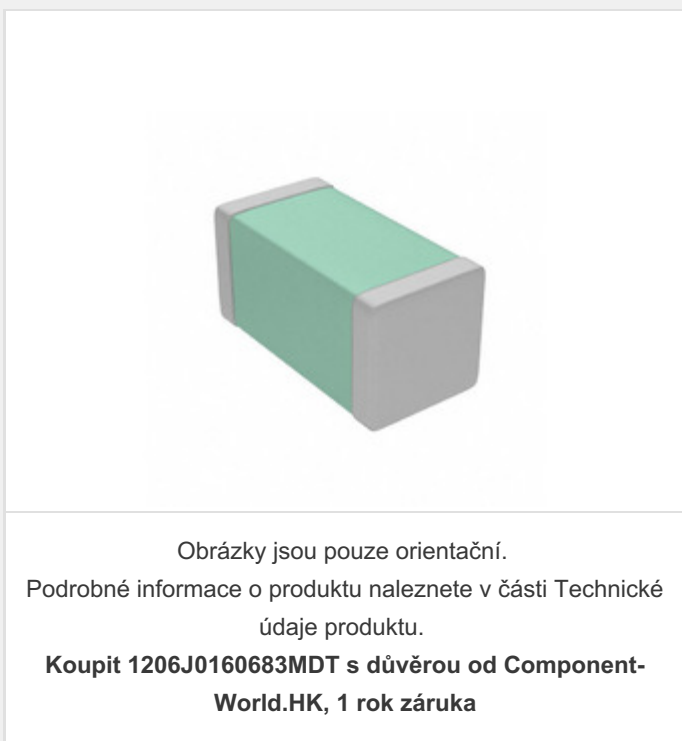 Obrázky jsou pouze orientační.
Podrobné informace o produktu naleznete v části Technické
údaje produktu.
Koupit 1206J0160683MDT s důvěrou od Component-
World.HK, 1 rok záruka